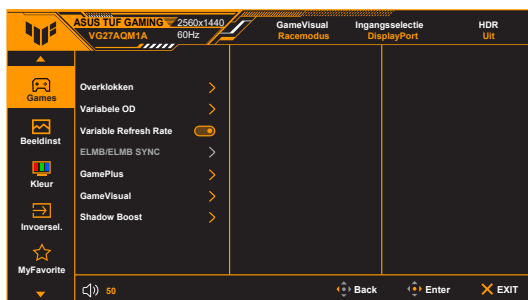 ASUS TUF GAMING 2560x1440 GameVisual Ingangsselectie HDR
VG27AQM1A 60Hz Racemodus DisplayPort Uit
Games
Beeldinst
Kleur
Invoersel.
MyFavorite
Overklokken
Variabele OD
Variable Refresh Rate
ELMB/ELMB SYNC
GamePlus
GameVisual
Shadow Boost
50 Back Enter EXIT